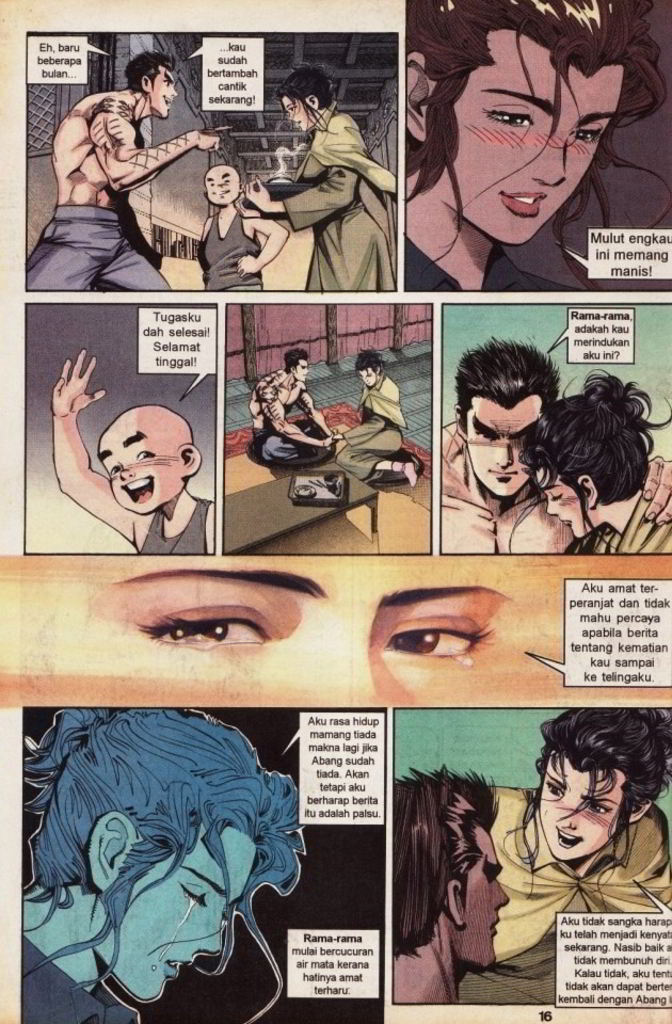 Eh, baru
beberapa
bulan...
...kau
sudah
bertambah
cantik
sekarang!
Mulut engkau
ini memang
manis!
Tugasku
dah selesai!
Selamat
tinggal!
Rama-rama,
adakah kau
merindukan
aku ini?
Aku amat ter-
peranjat dan tidak
mahu percaya
apabila berita
tentang kematian
kau sampai
ke telingaku.
Aku rasa hidup
mamang tiada
makna lagi jika
Abang sudah
tiada. Akan
tetapi aku
berharap berita
itu adalah palsu.
Rama-rama
mulai bercucuran
air mata kerana
hatinya amat
terharu.
Aku tidak sangka harap
ku telah menjadi kenyat
sekarang. Nasib baik a
tidak membunuh diri.
Kalau tidak, aku tent
tidak akan dapat berte
kembali dengan Abang l
16